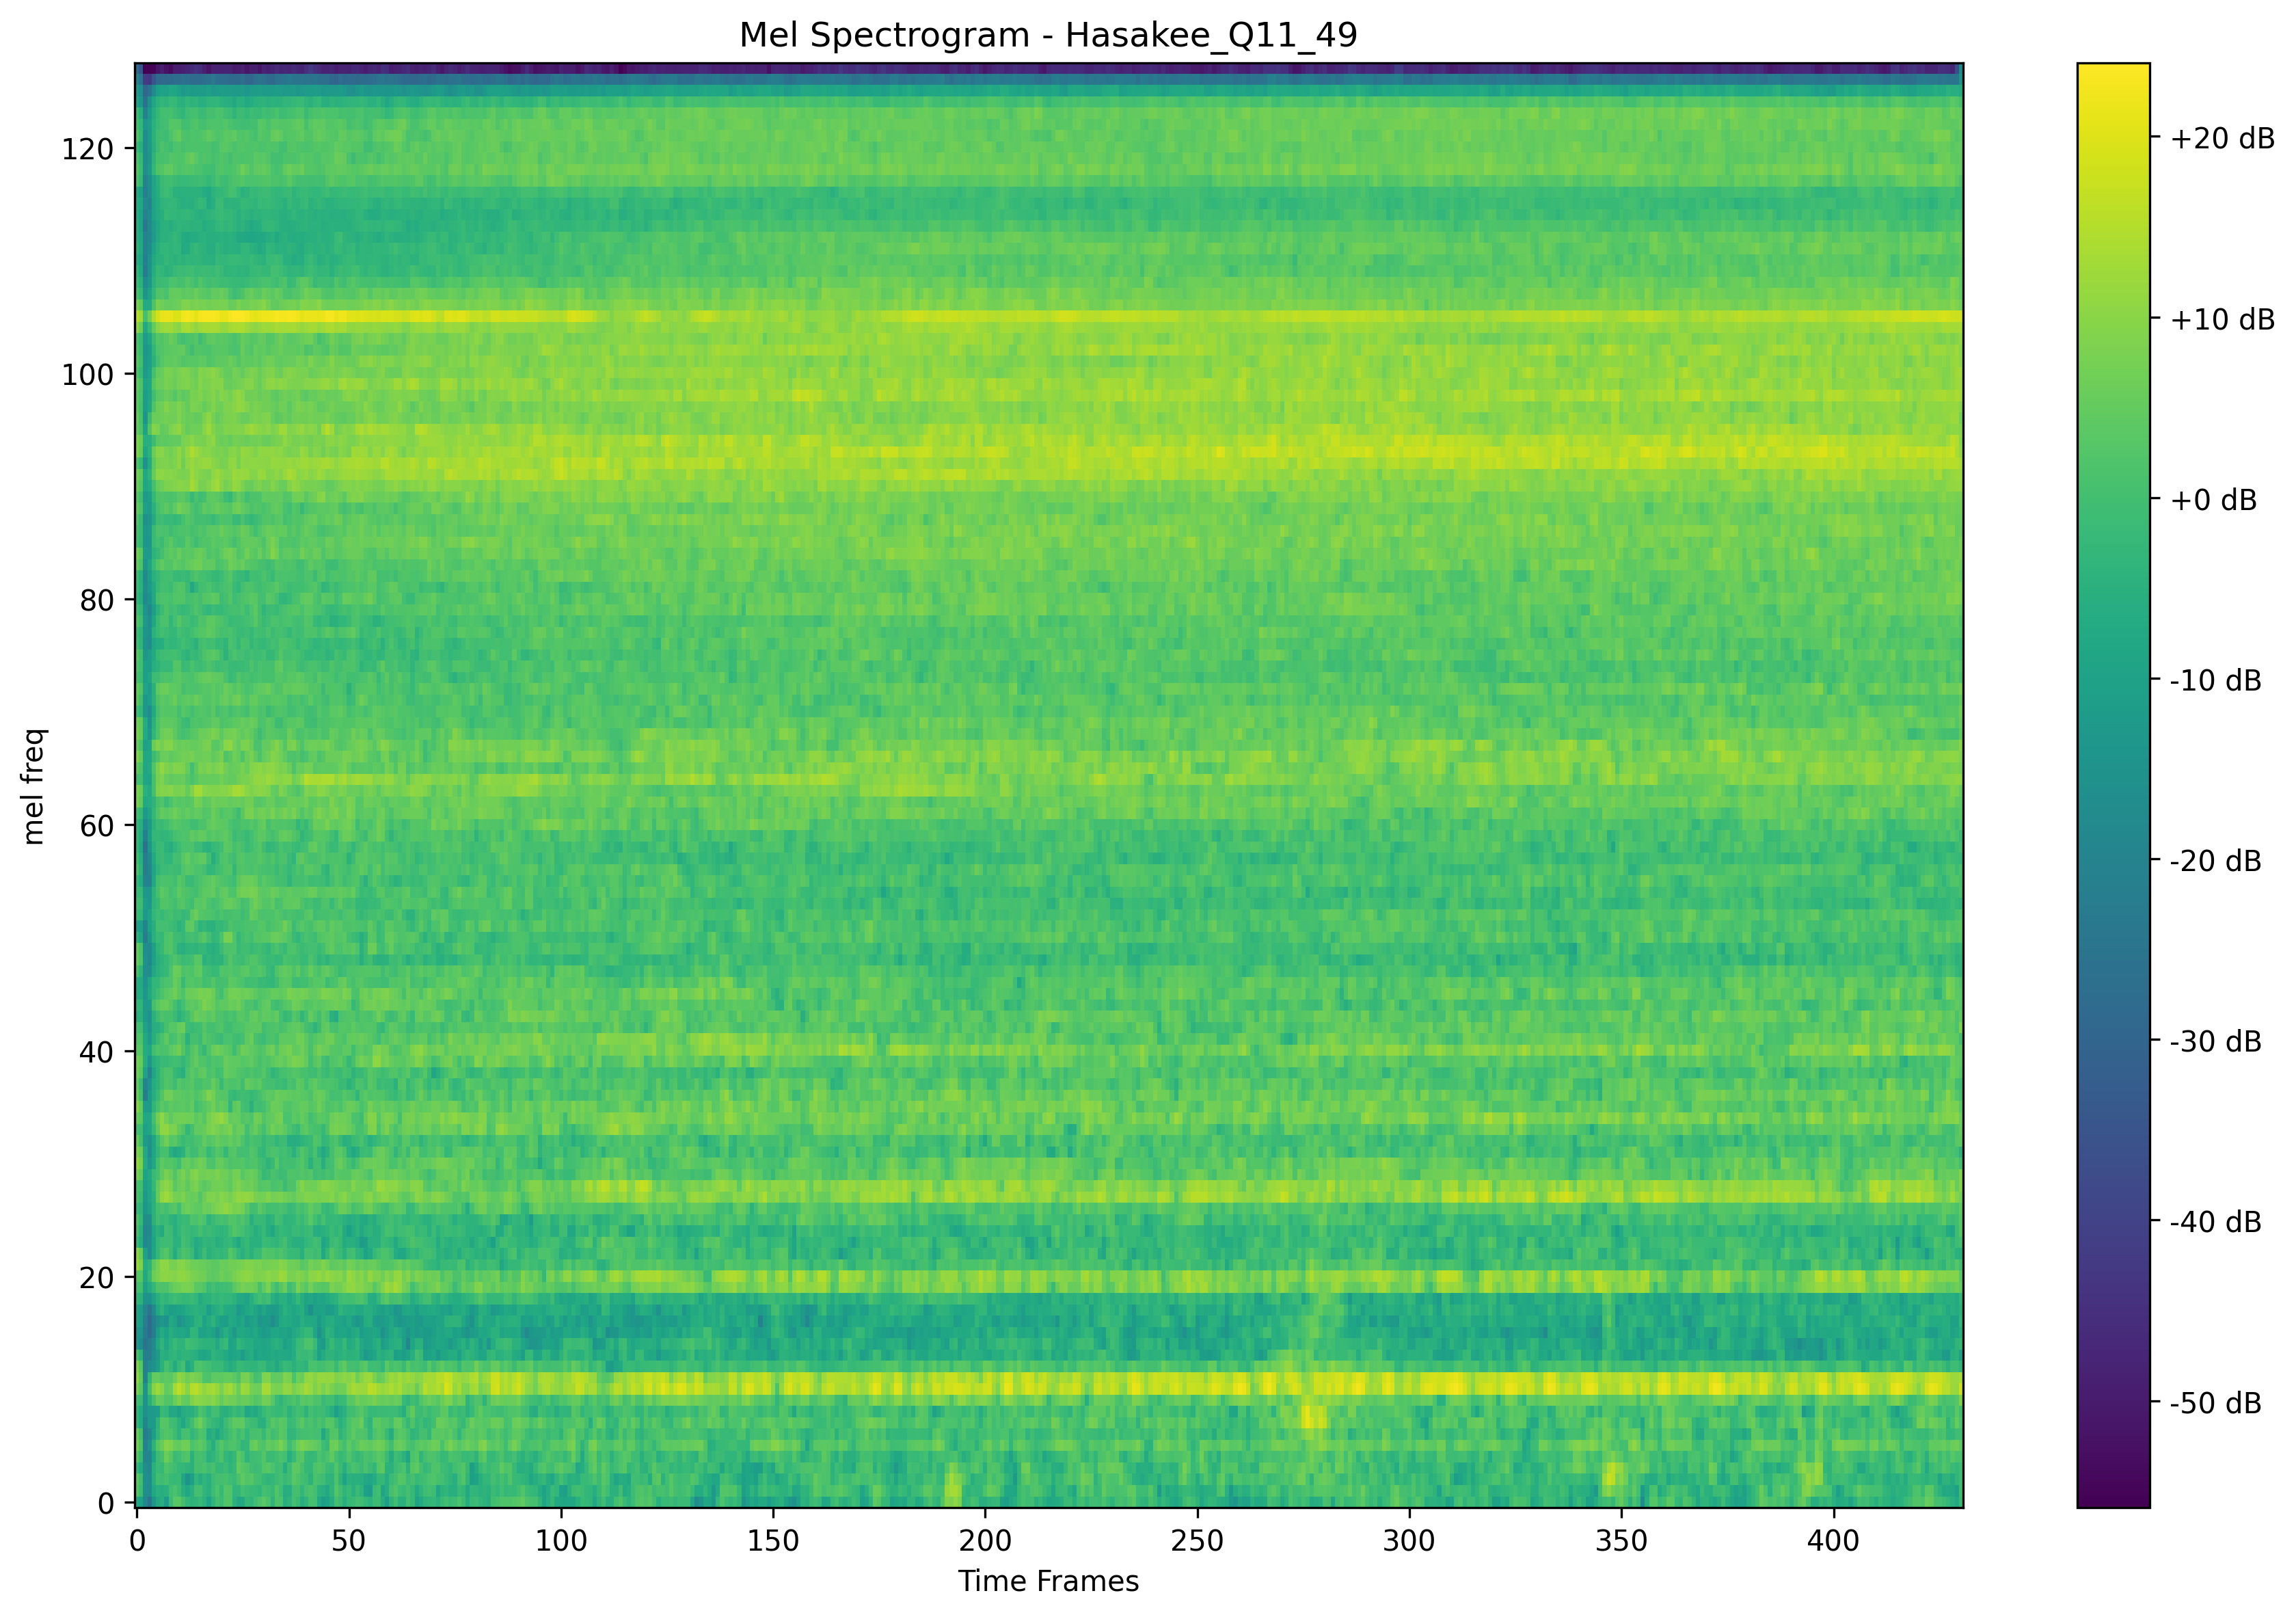 Mel Spectrogram - Hasakee_Q11_49
mel freq
120
100
80
60
40
20
0
0 50 100 150 200 250 300 350 400
Time Frames
+20 dB
+10 dB
+0 dB
-10 dB
-20 dB
-30 dB
-40 dB
-50 dB